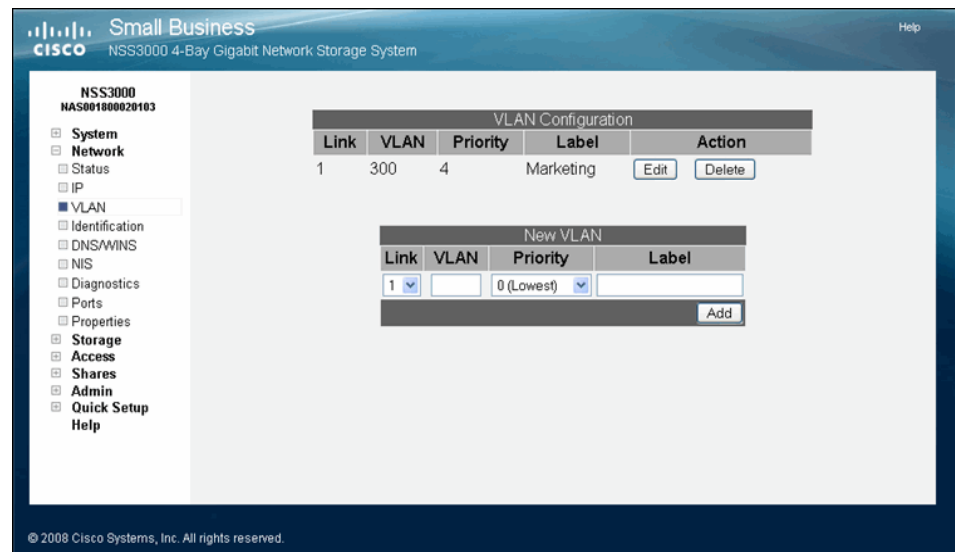 Small Business
Help
CISCO NSS3000 4-Bay Gigabit Network Storage System
NSS3000
NAS001800020103
System
Network
Status
IP
VLAN
Identification
DNS/WINS
NIS
Diagnostics
Ports
Properties
Storage
Access
Shares
Admin
Quick Setup
Help
VLAN Configuration
Link VLAN Priority Label Action
1 300 4 Marketing Edit Delete
New VLAN
Link VLAN Priority Label
1 0 (Lowest)
Add
© 2008 Cisco Systems, Inc. All rights reserved.